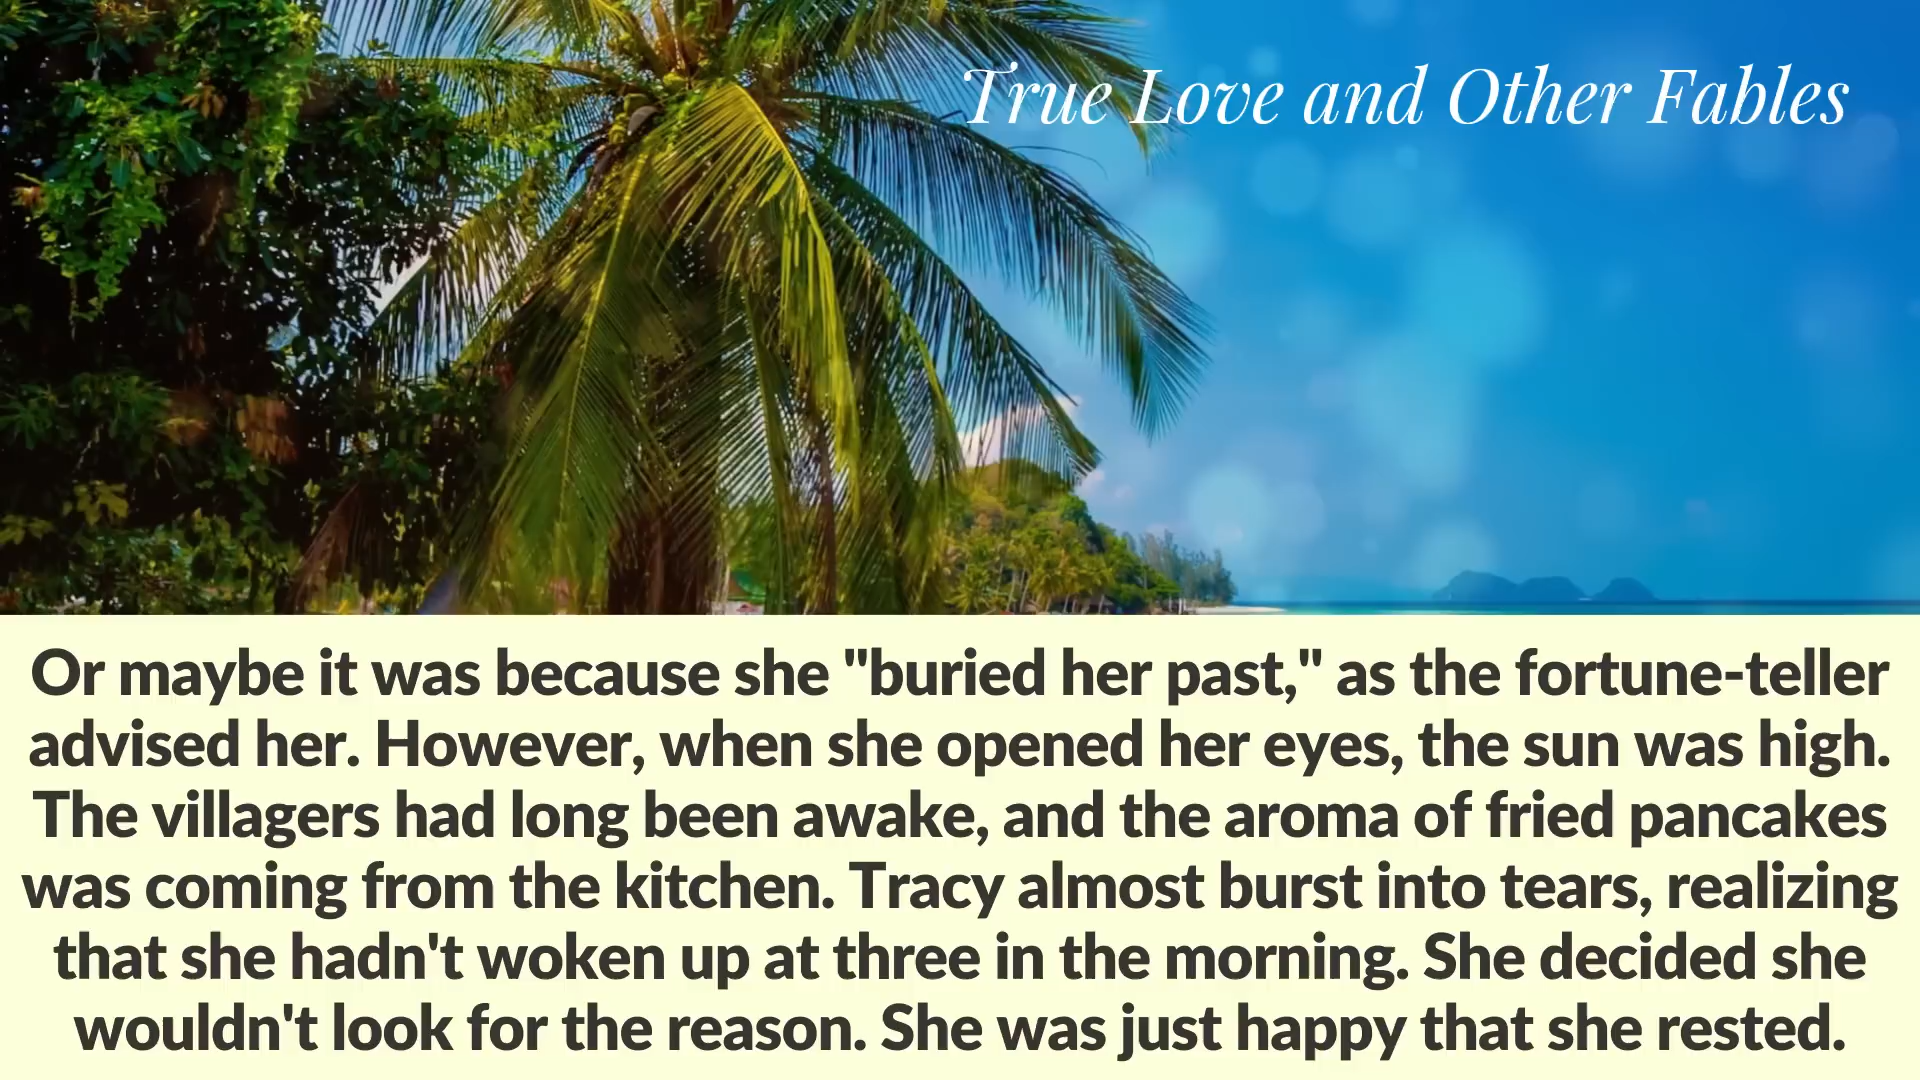 True Love and Other Fables
Or maybe it was because she "buried her past," as the fortune-teller
advised her. However, when she opened her eyes, the sun was high.
The villagers had long been awake, and the aroma of fried pancakes
was coming from the kitchen. Tracy almost burst into tears, realizing
that she hadn't woken up at three in the morning. She decided she
wouldn't look for the reason. She was just happy that she rested.